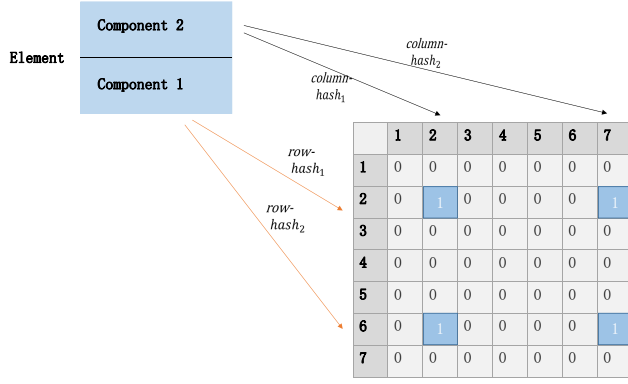 Component 2
Element
Component 1
column-
hash2
column-
hash1
row-
hash1
row-
hash2
1 2 3 4 5 6 7
1 0 0 0 0 0 0 0
2 0 1 0 0 0 0 1
3 0 0 0 0 0 0 0
4 0 0 0 0 0 0 0
5 0 0 0 0 0 0 0
6 0 1 0 0 0 0 1
7 0 0 0 0 0 0 0